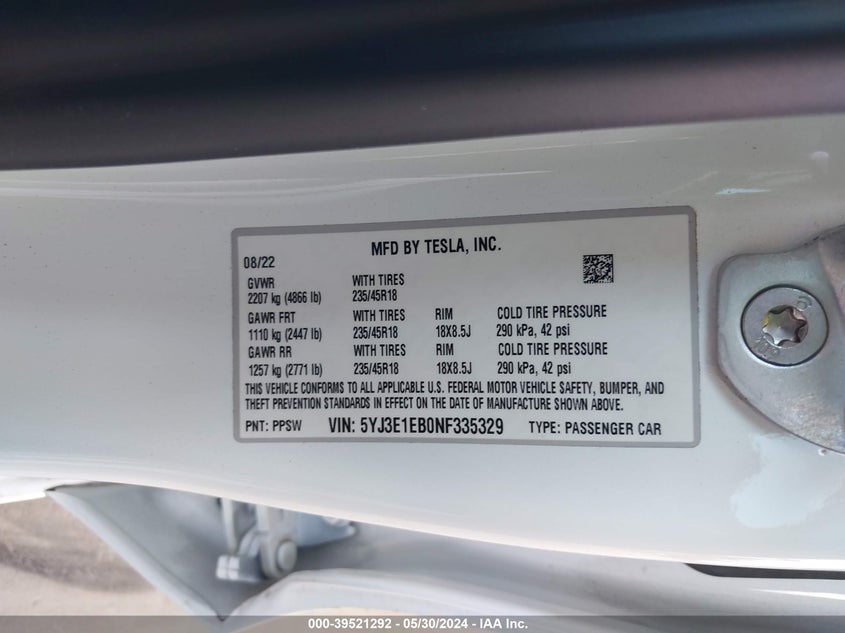 MFD BY TESLA, INC.
08/22
GVWR WITH TIRES
2207 kg (4866 lb) 235/45R18
GAWR FRT WITH TIRES RIM COLD TIRE PRESSURE
1110 kg (2447 lb) 235/45R18 18X8.5J 290 kPa, 42 psi
GAWR RR WITH TIRES RIM COLD TIRE PRESSURE
1257 kg (2771 lb) 235/45R18 18X8.5J 290 kPa, 42 psi
THIS VEHICLE CONFORMS TO ALL APPLICABLE U.S. FEDERAL MOTOR VEHICLE SAFETY, BUMPER, AND
THEFT PREVENTION STANDARDS IN EFFECT ON THE DATE OF MANUFACTURE SHOWN ABOVE.
PNT: PPSW VIN: 5YJ3E1EB0NF335329 TYPE: PASSENGER CAR
000-39521292 - 05/30/2024 - IAA Inc.